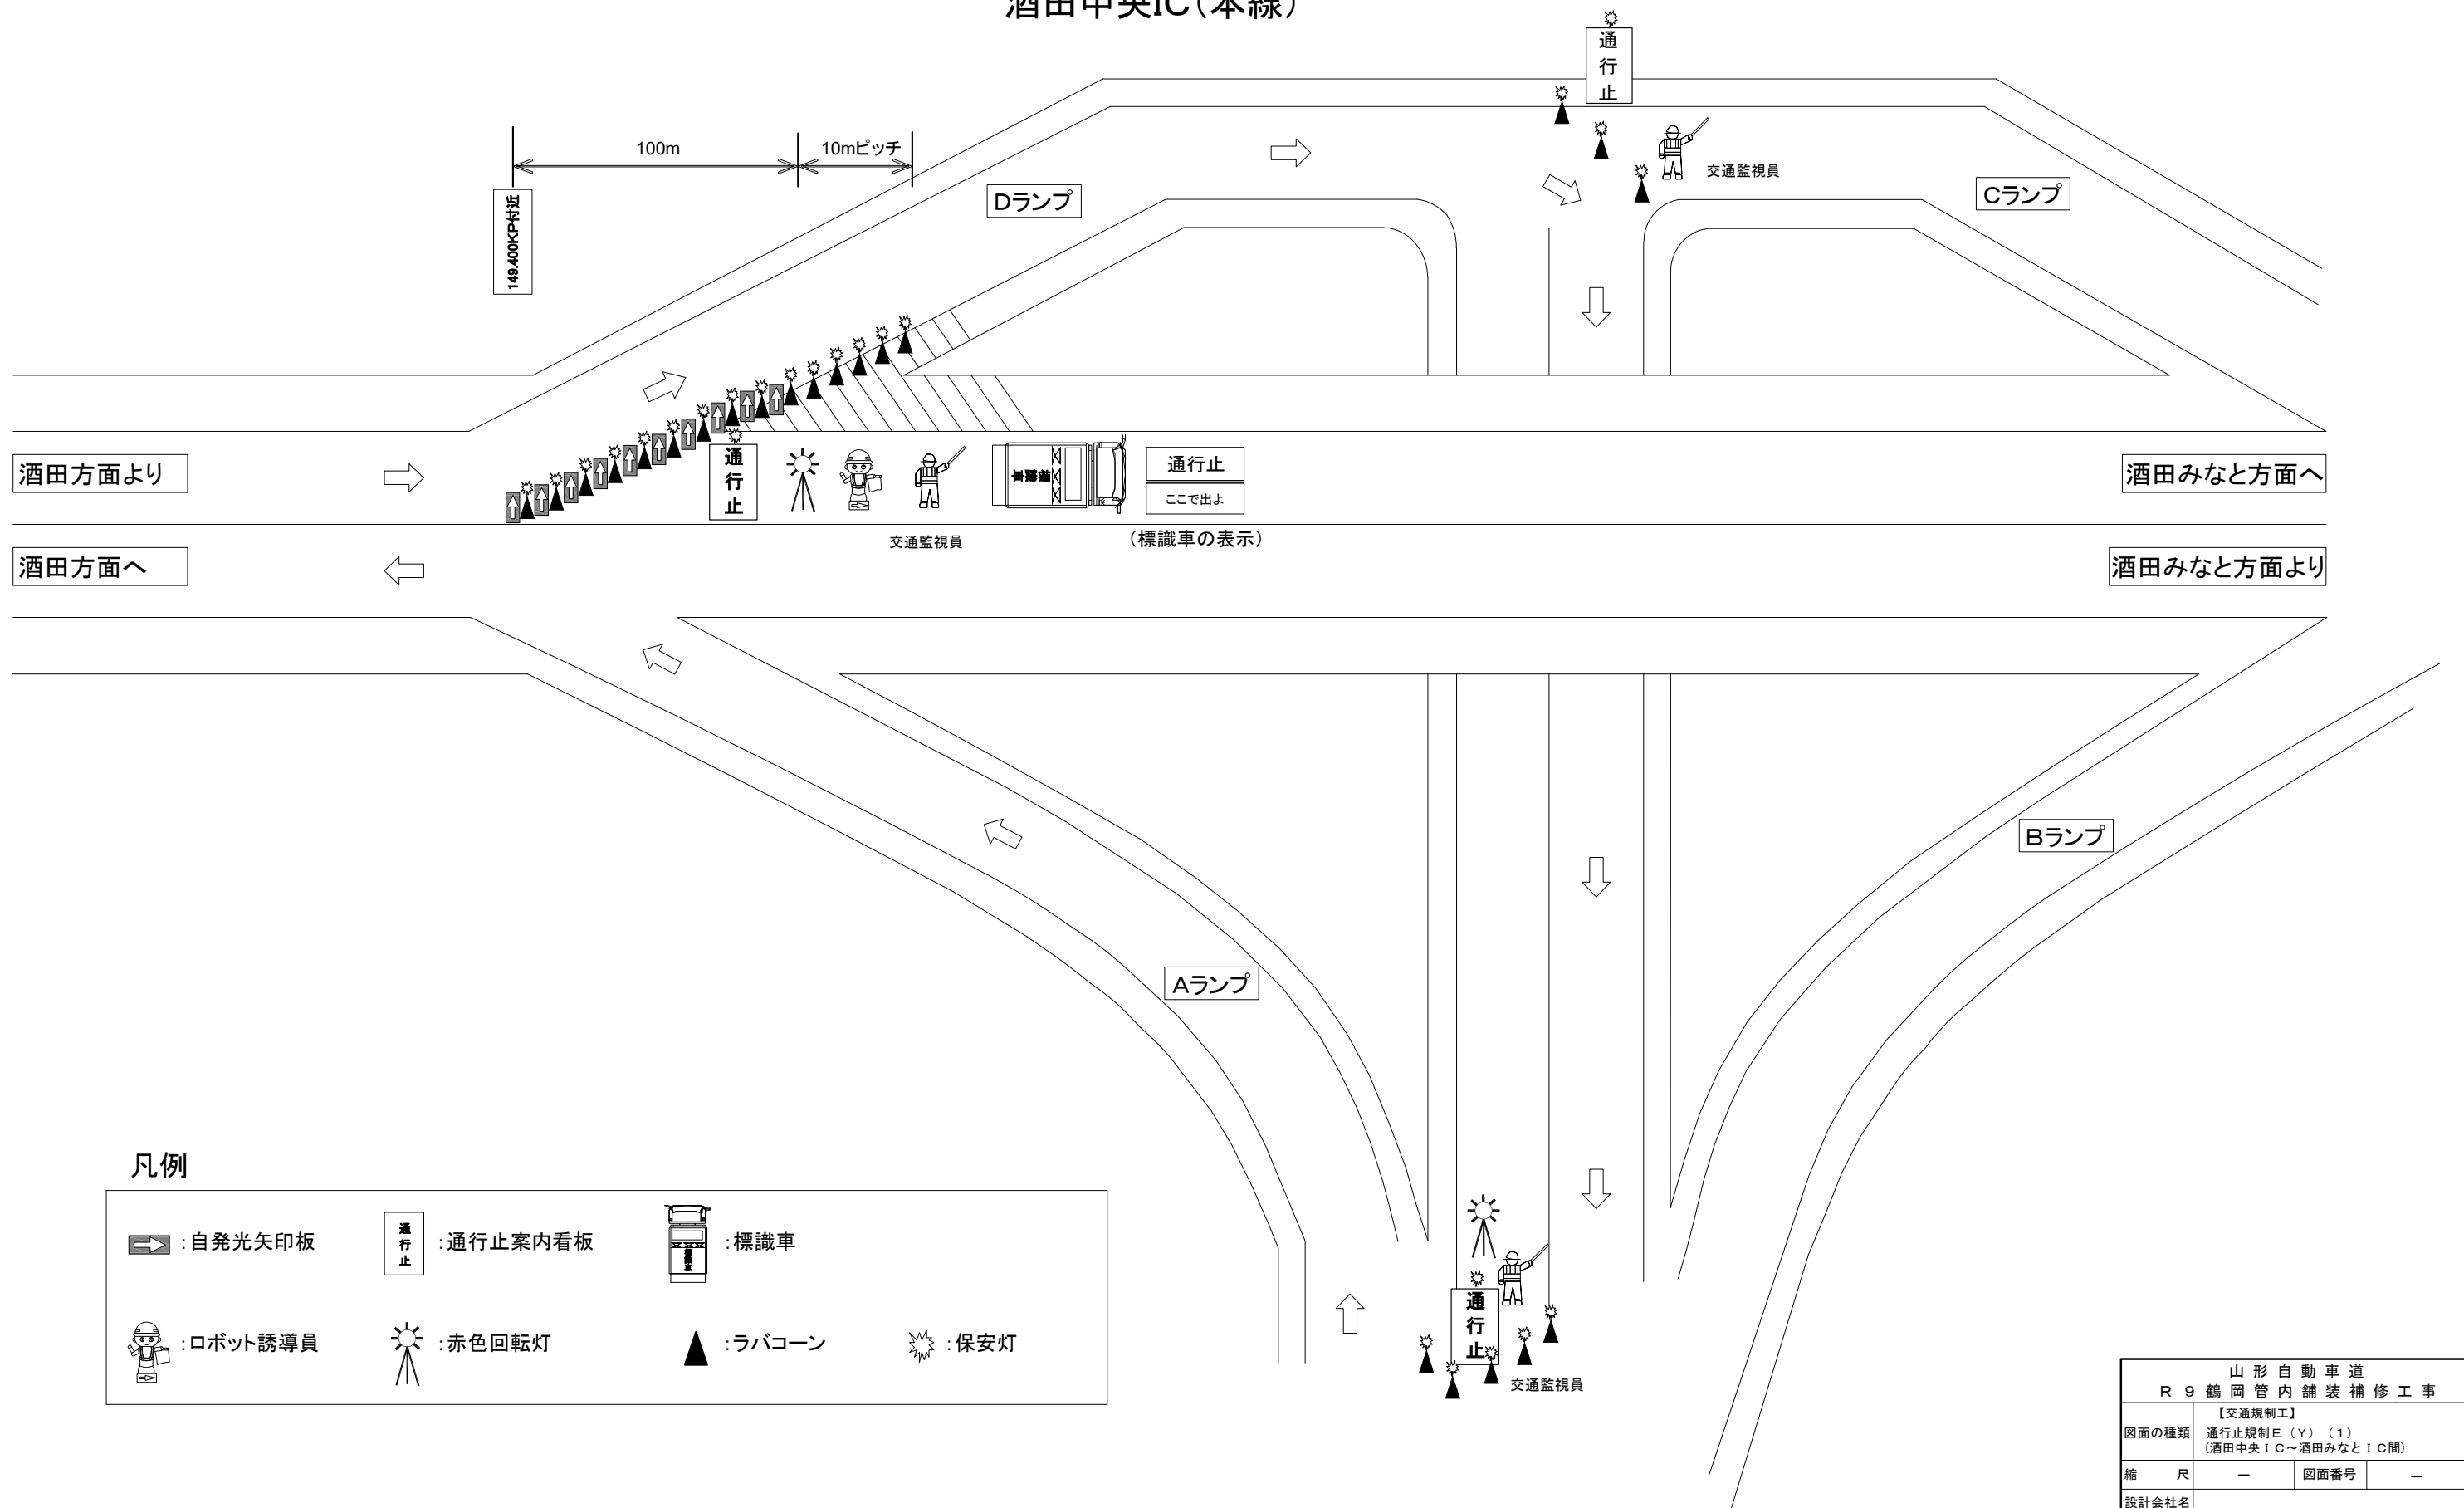 酒田中央IC(本線)
通行止
100m
10mピッチ
交通監視員
149.400KP付近
Dランプ
Cランプ
酒田方面より
通行止
標識車
通行止
ここで出よ
酒田みなと方面へ
交通監視員
(標識車の表示)
酒田方面へ
酒田みなと方面より
Bランプ
Aランプ
凡例
:自発光矢印板
通行止
:通行止案内看板
標識車
:標識車
:ロボット誘導員
:赤色回転灯
:ラバコーン
:保安灯
通行止
交通監視員
山形自動車道
R9鶴岡管内舗装補修工事
図面の種類
【交通規制工】
通行止規制E(Y)(1)
(酒田中央IC～酒田みなとIC間)
縮 尺
―
図面番号
―
設計会社名